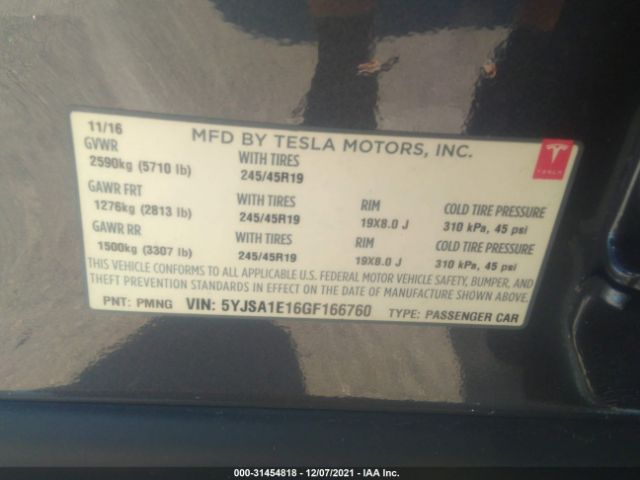 11/16 MFD BY TESLA MOTORS, INC.
GVWR WITH TIRES
2590kg (5710 lb) 245/45R19
TESLA
GAWR FRT WITH TIRES RIM COLD TIRE PRESSURE
1276kg (2813 lb) 245/45R19 19X8.0 J 310 kPa, 45 psi
GAWR RR WITH TIRES RIM COLD TIRE PRESSURE
1500kg (3307 lb) 245/45R19 19X8.0 J 310 kPa, 45 psi
THIS VEHICLE CONFORMS TO ALL APPLICABLE U.S. FEDERAL MOTOR VEHICLE SAFETY, BUMPER, AND
THEFT PREVENTION STANDARDS IN EFFECT ON THE DATE OF MANUFACTURE SHOWN ABOVE.
PNT: PMNG VIN: 5YJSA1E16GF166760 TYPE: PASSENGER CAR
000-31454818 - 12/07/2021 - IAA Inc.